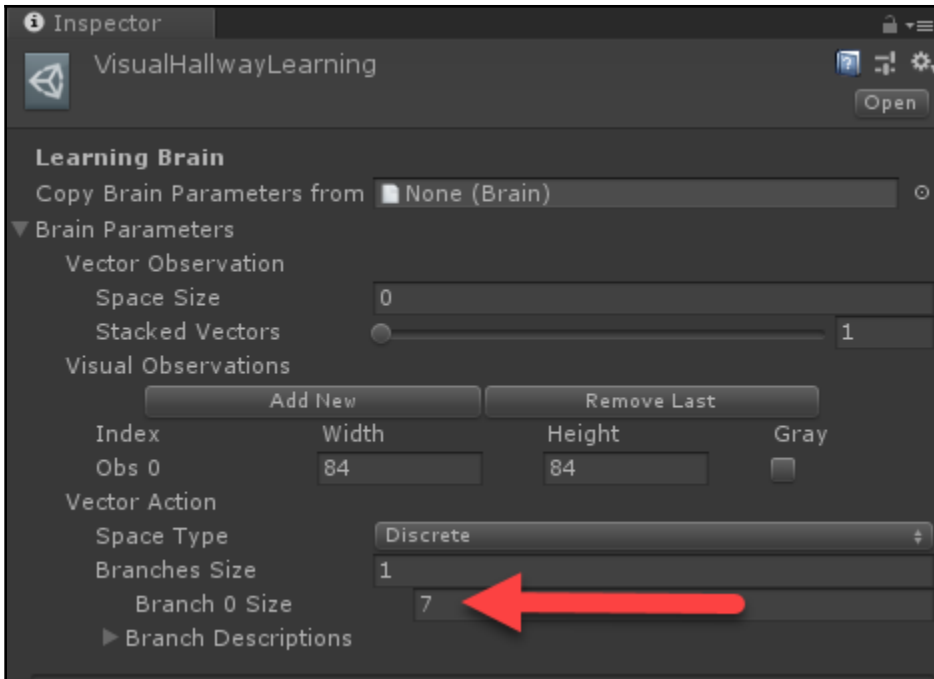 Inspector
VisualHallwayLearning
Open
Learning Brain
Copy Brain Parameters from None (Brain)
Brain Parameters
Vector Observation
Space Size 0
Stacked Vectors 1
Visual Observations
Add New Remove Last
Index Width Height Gray
Obs 0 84 84
Vector Action
Space Type Discrete
Branches Size 1
Branch 0 Size 7
Branch Descriptions